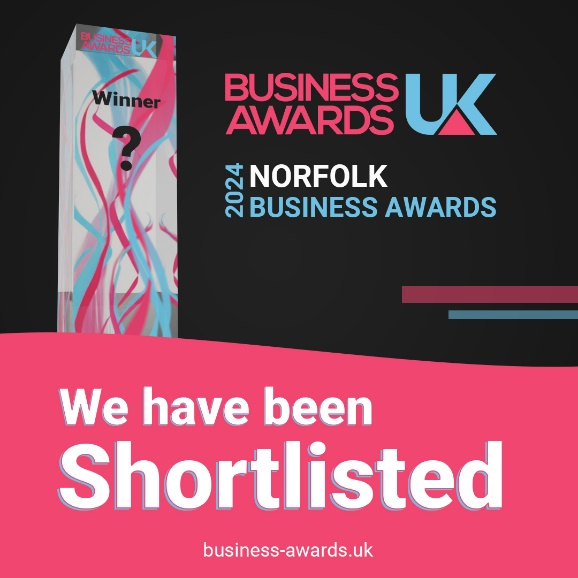 BUSINESS
AWARDS UK
Winner
?
BUSINESS
AWARDS UK
2024
NORFOLK
BUSINESS AWARDS
We have been
Shortlisted
business-awards.uk